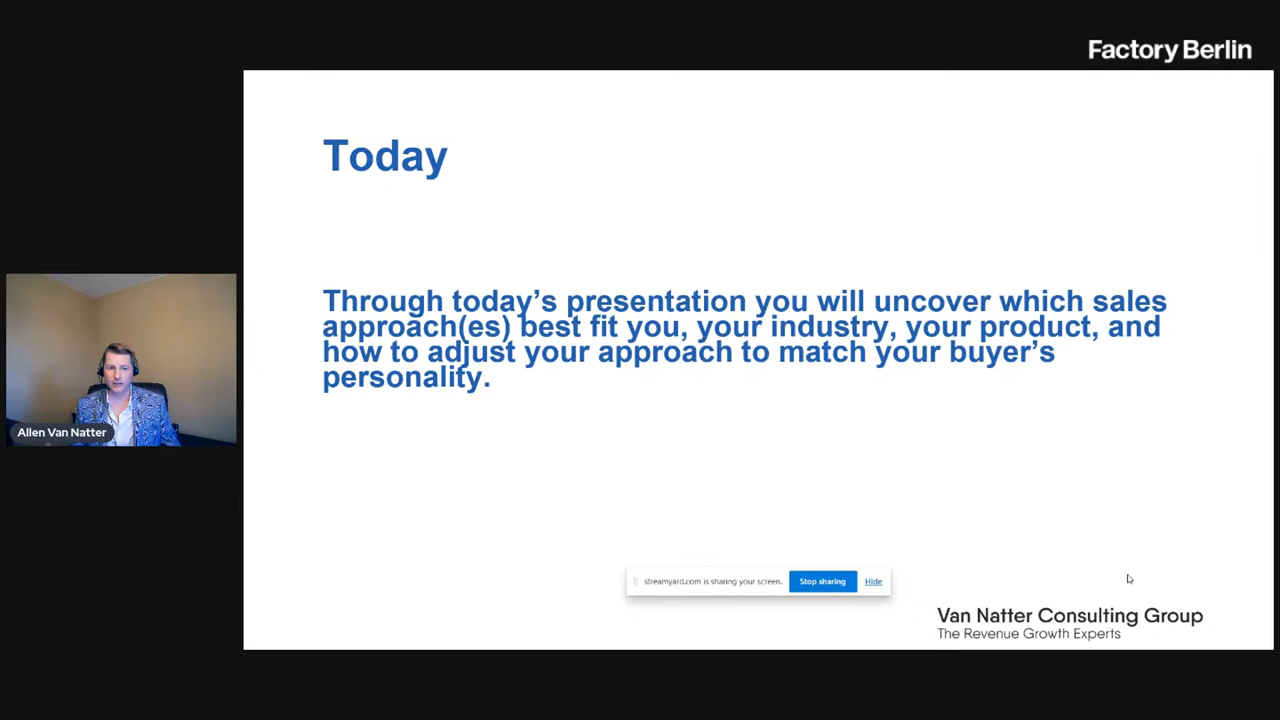 Factory Berlin
Today
Through today’s presentation you will uncover which sales
approach(es) best fit you, your industry, your product, and
how to adjust your approach to match your buyer’s
personality.
Allen Van Natter
streamyard.com is sharing your screen.
Stop sharing
Hide
Van Natter Consulting Group
The Revenue Growth Experts